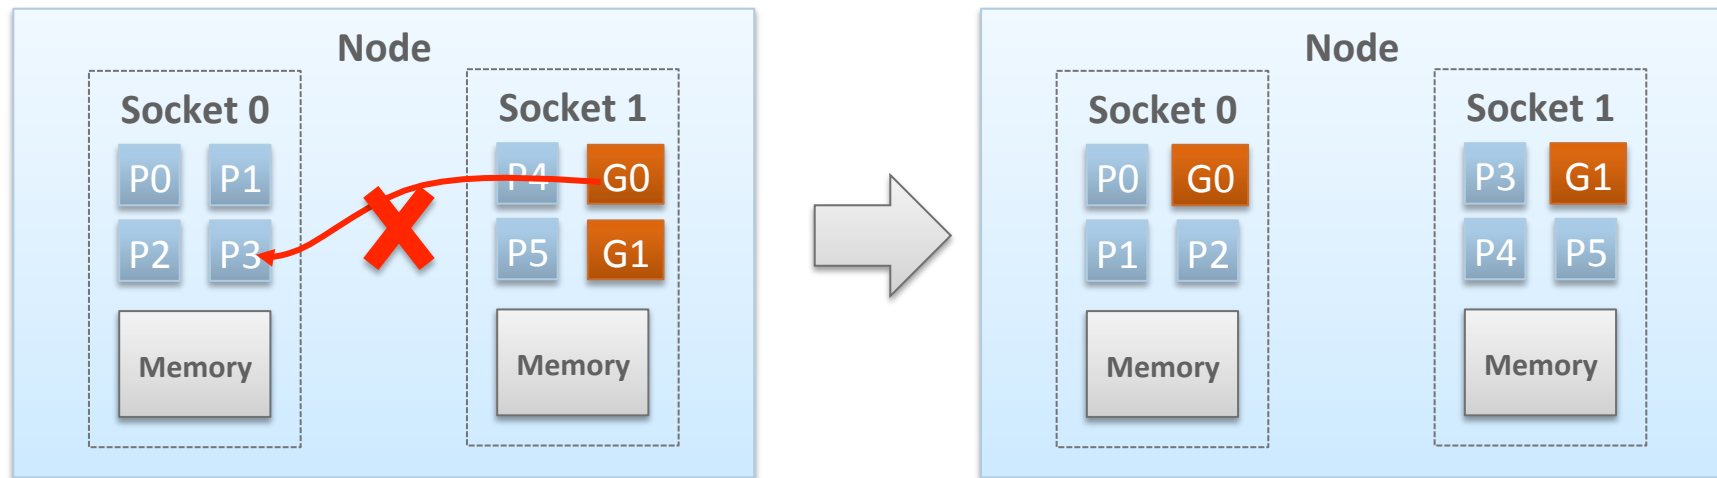 Node
Socket 0
P0 P1
P2 P3
Memory
Socket 1
P4 G0
P5 G1
Memory
Node
Socket 0
P0 G0
P1 P2
Memory
Socket 1
P3 G1
P4 P5
Memory